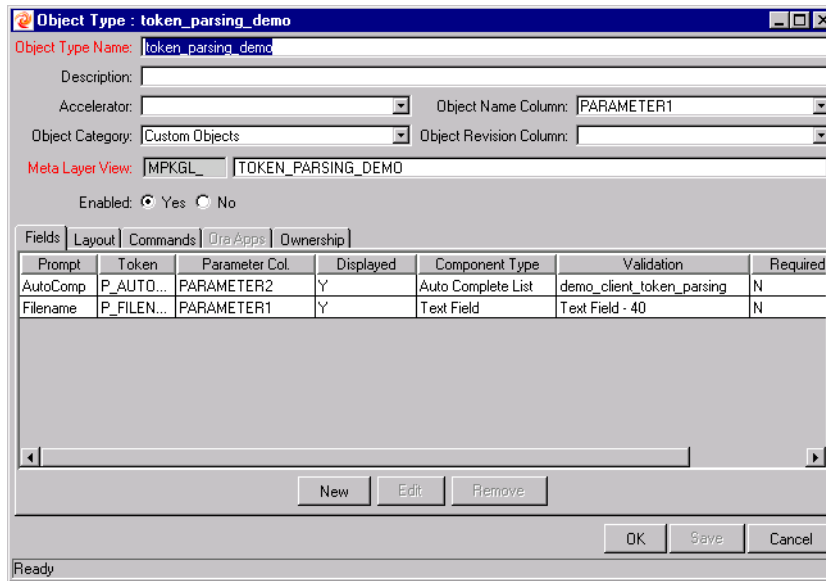 Object Type : token_parsing_demo
Object Type Name: token_parsing_demo
Description:
Accelerator: Object Name Column: PARAMETER1
Object Category: Custom Objects Object Revision Column:
Meta Layer View: MPKGL_ TOKEN_PARSING_DEMO
Enabled: Yes No
Fields Layout Commands Ora Apps Ownership
Prompt Token Parameter Col. Displayed Component Type Validation Required
AutoComp P_AUTO... PARAMETER2 Y Auto Complete List demo_client_token_parsing N
Filename P_FILEN... PARAMETER1 Y Text Field Text Field - 40 N
New Edit Remove
OK Save Cancel
Ready